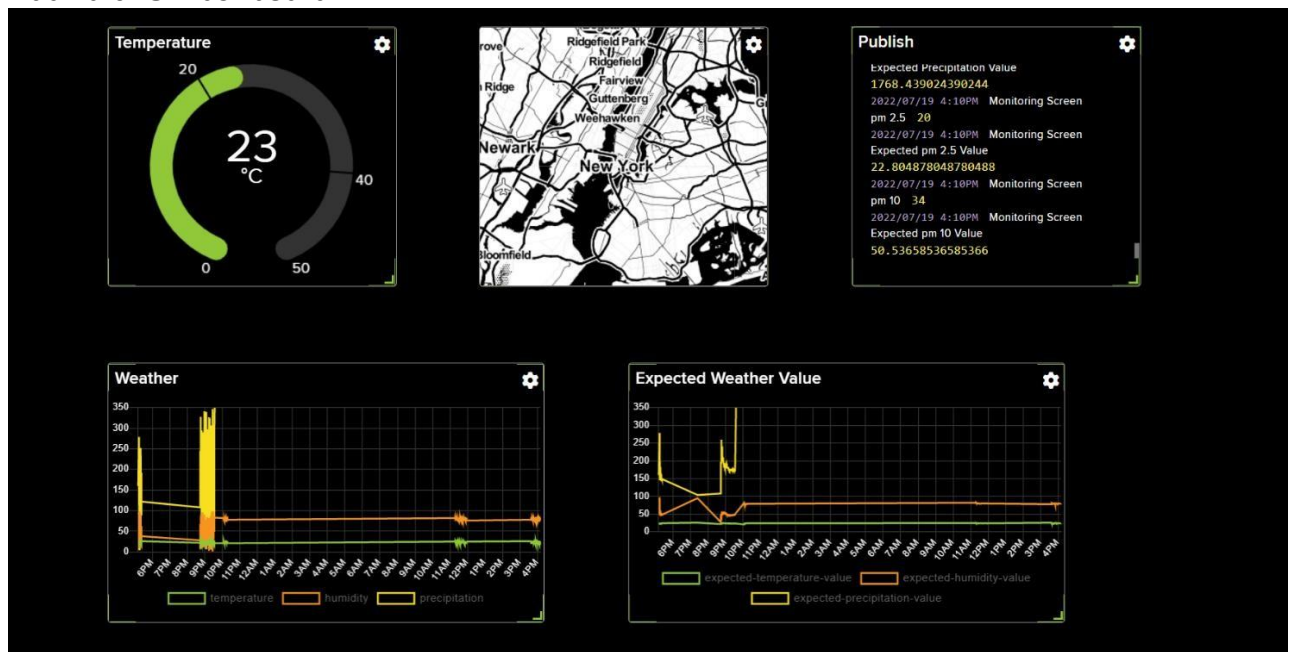 Temperature
20
23
°C
40
0
50
Ridgefield Park
Ridgefield
Fairview
Guttenberg
Weehawken
Newark
New York
Bloomfield
Publish
Expected Precipitation Value
1768.439024390244
2022/07/19 4:10PM Monitoring Screen
pm 2.5 20
2022/07/19 4:10PM Monitoring Screen
Expected pm 2.5 Value
22.804878048780488
2022/07/19 4:10PM Monitoring Screen
pm 10 34
2022/07/19 4:10PM Monitoring Screen
Expected pm 10 Value
50.53658536585366
Weather
350
300
250
200
150
100
50
0
6PM 7PM 8PM 9PM 10PM 11PM 12AM 1AM 2AM 3AM 4AM 5AM 6AM 7AM 8AM 9AM 10AM 11AM 12PM 1PM 2PM 3PM 4PM
temperature humidity precipitation
Expected Weather Value
350
300
250
200
150
100
50
0
6PM 7PM 8PM 9PM 10PM 11PM 12AM 1AM 2AM 3AM 4AM 5AM 6AM 7AM 8AM 9AM 10AM 11AM 12PM 1PM 2PM 3PM 4PM
expected-temperature-value expected-humidity-value
expected-precipitation-value